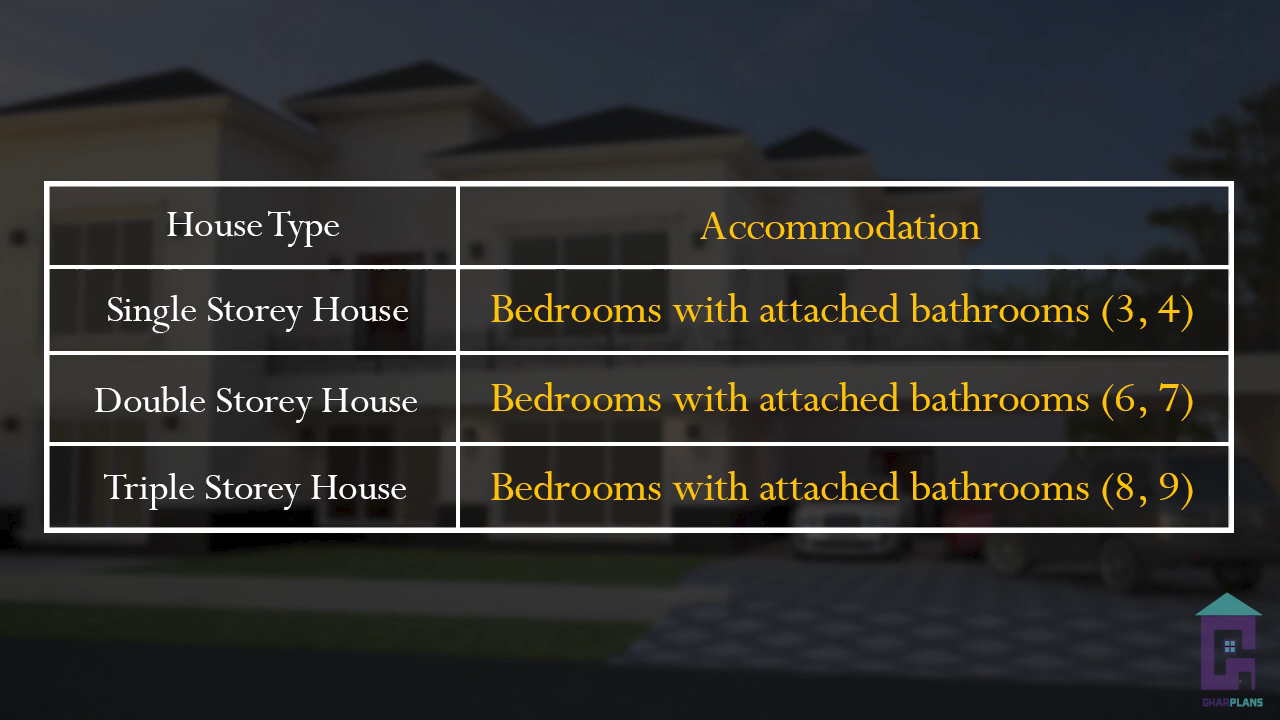 House Type Accommodation
Single Storey House Bedrooms with attached bathrooms (3, 4)
Double Storey House Bedrooms with attached bathrooms (6, 7)
Triple Storey House Bedrooms with attached bathrooms (8, 9)
GHARPLANS